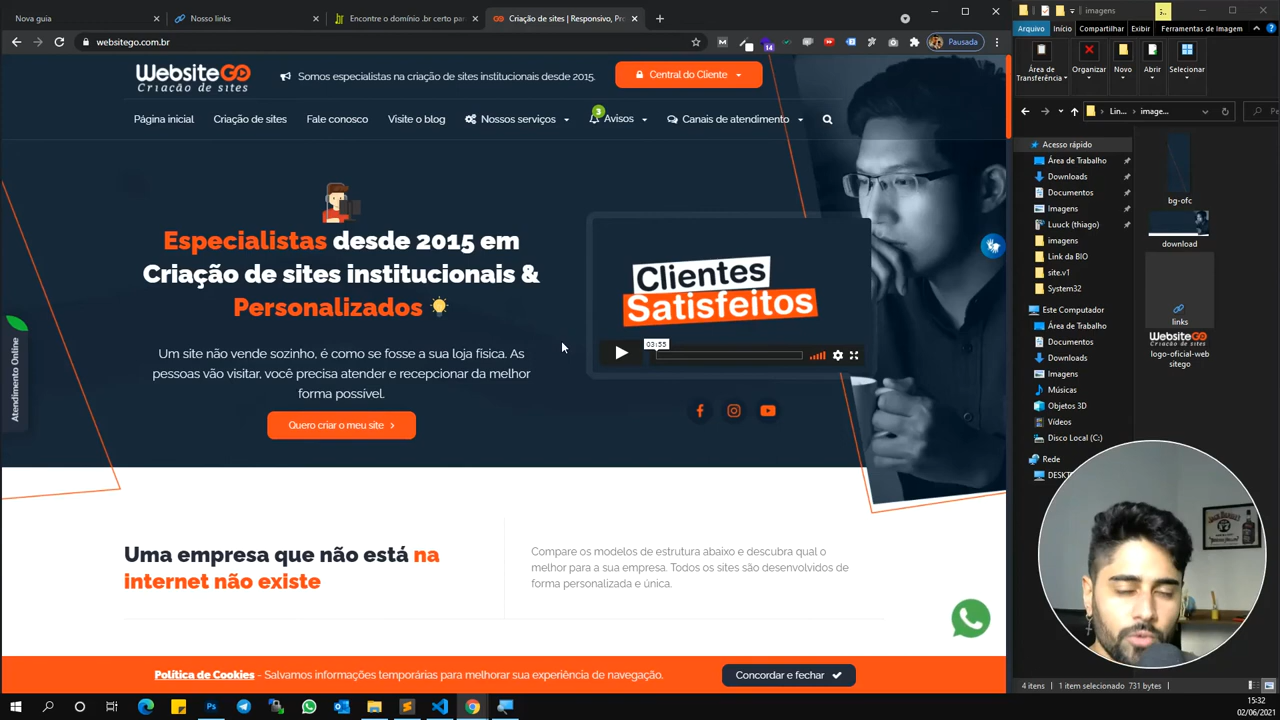 Nova guia
Nosso links
Encontre o domínio .br certo par
Criação de sites | Responsivo, Pr
imagens
websitego.com.br
14
Pausada
Arquivo
Início
Compartilhar
Exibir
Ferramentas de Imagem
Área de
Transferência
Organizar
Novo
Abrir
Selecionar
Lin...
image...
WEBSITEGO
Criação de sites
Somos especialistas na criação de sites institucionais desde 2015.
Central do Cliente
Página inicial
Criação de sites
Fale conosco
Visite o blog
Nossos serviços
3
Avisos
Canais de atendimento
Especialistas desde 2015 em
Criação de sites institucionais &
Personalizados
Um site não vende sozinho, é como se fosse a sua loja física. As
pessoas vão visitar, você precisa atender e recepcionar da melhor
forma possível.
Quero criar o meu site
Clientes
Satisfeitos
03:55
Atendimento Online
Uma empresa que não está na
internet não existe
Compare os modelos de estrutura abaixo e descubra qual o
melhor para a sua empresa. Todos os sites são desenvolvidos de
forma personalizada e única.
Política de Cookies - Salvamos informações temporárias para melhorar sua experiência de navegação.
Concordar e fechar
Acesso rápido
Área de Trabalho
Downloads
Documentos
Imagens
Luuck (thiago)
imagens
Link da BIO
site.v1
System32
Este Computador
Área de Trabalho
Documentos
Downloads
Imagens
Músicas
Objetos 3D
Vídeos
Disco Local (C:)
Rede
bg-ofc
download
links
WEBSITEGO
Criação de sites
logo-oficial-web
sitego
4 itens
1 item selecionado 731 bytes
15:32
02/06/2021